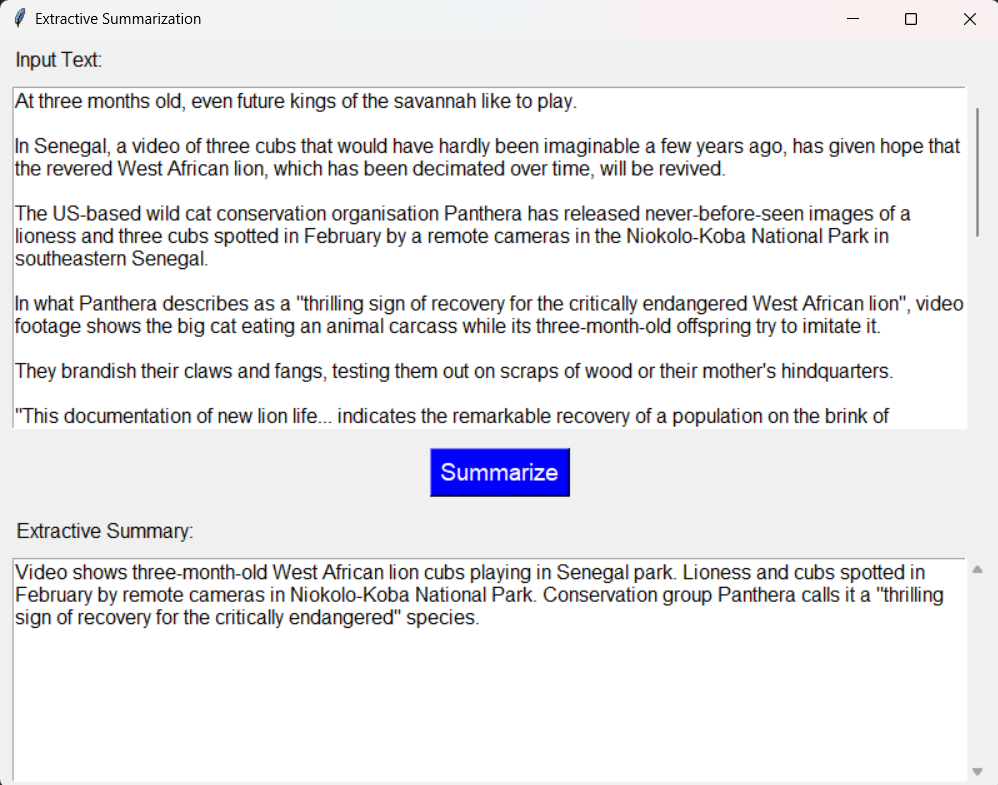 Extractive Summarization
Input Text:
At three months old, even future kings of the savannah like to play.
In Senegal, a video of three cubs that would have hardly been imaginable a few years ago, has given hope that
the revered West African lion, which has been decimated over time, will be revived.
The US-based wild cat conservation organisation Panthera has released never-before-seen images of a
lioness and three cubs spotted in February by a remote cameras in the Niokolo-Koba National Park in
southeastern Senegal.
In what Panthera describes as a "thrilling sign of recovery for the critically endangered West African lion", video
footage shows the big cat eating an animal carcass while its three-month-old offspring try to imitate it.
They brandish their claws and fangs, testing them out on scraps of wood or their mother's hindquarters.
"This documentation of new lion life... indicates the remarkable recovery of a population on the brink of
Summarize
Extractive Summary:
Video shows three-month-old West African lion cubs playing in Senegal park. Lioness and cubs spotted in
February by remote cameras in Niokolo-Koba National Park. Conservation group Panthera calls it a "thrilling
sign of recovery for the critically endangered" species.